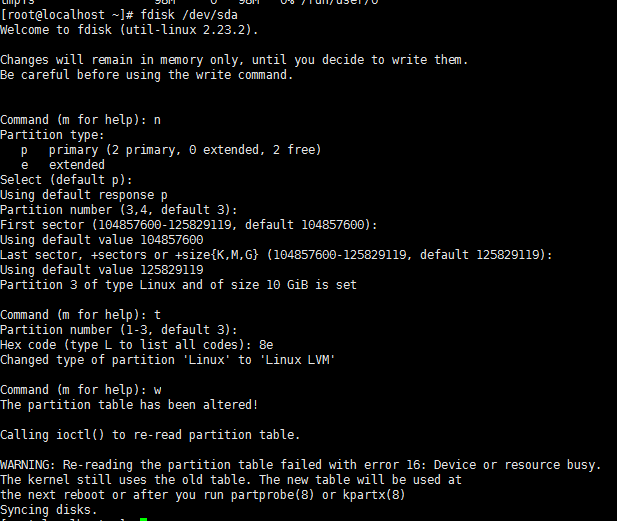 tmpfs 98M 0 98M 0% /run/user/0
[root@localhost ~]# fdisk /dev/sda
Welcome to fdisk (util-linux 2.23.2).
Changes will remain in memory only, until you decide to write them.
Be careful before using the write command.
Command (m for help): n
Partition type:
p   primary (2 primary, 0 extended, 2 free)
e   extended
Select (default p):
Using default response p
Partition number (3,4, default 3):
First sector (104857600-125829119, default 104857600):
Using default value 104857600
Last sector, +sectors or +size{K,M,G} (104857600-125829119, default 125829119):
Using default value 125829119
Partition 3 of type Linux and of size 10 GiB is set
Command (m for help): t
Partition number (1-3, default 3):
Hex code (type L to list all codes): 8e
Changed type of partition 'Linux' to 'Linux LVM'
Command (m for help): w
The partition table has been altered!
Calling ioctl() to re-read partition table.
WARNING: Re-reading the partition table failed with error 16: Device or resource busy.
The kernel still uses the old table. The new table will be used at
the next reboot or after you run partprobe(8) or kpartx(8)
Syncing disks.